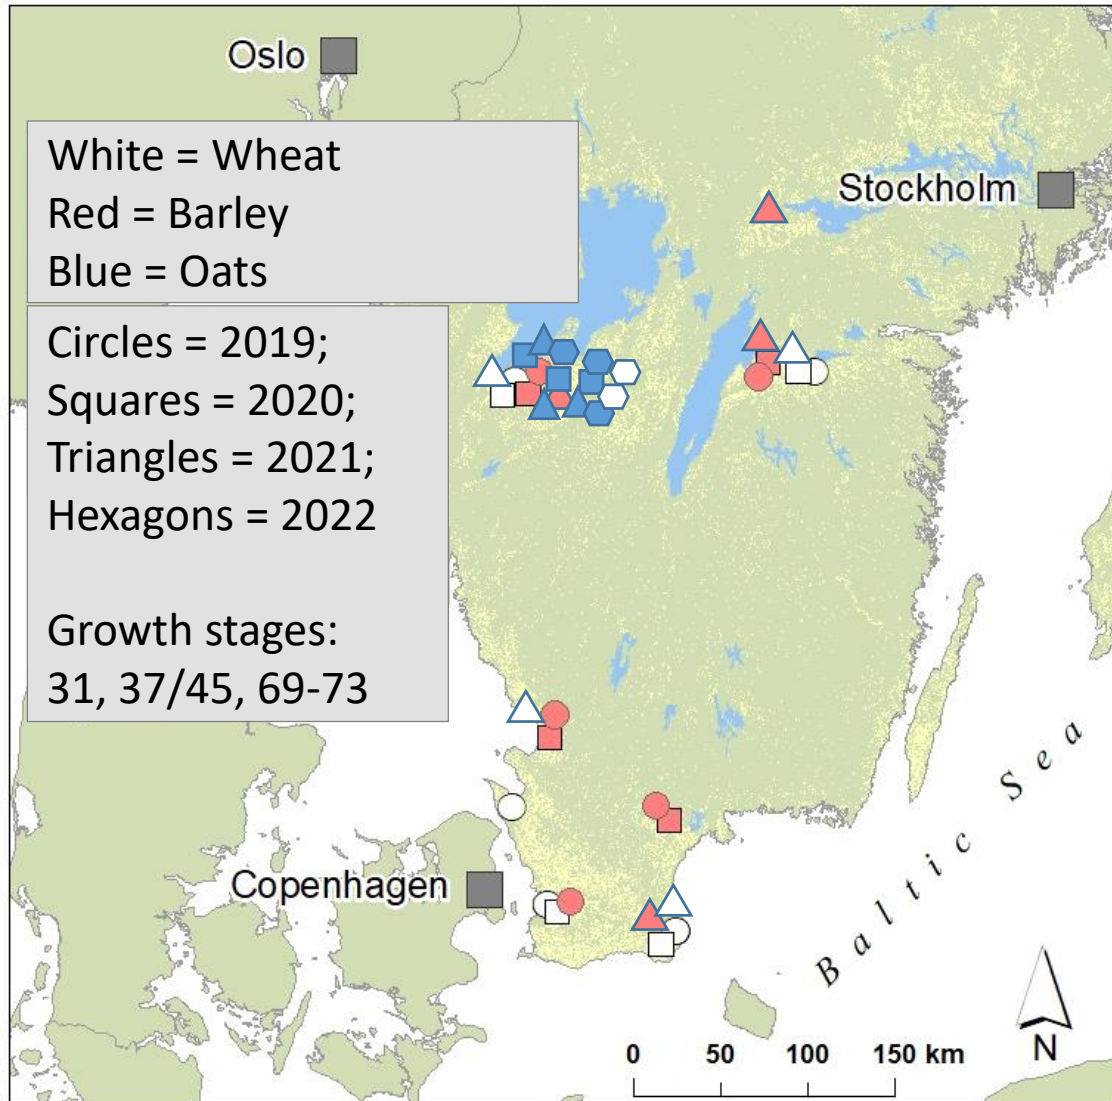 Oslo
White = Wheat
Red = Barley
Blue = Oats
Stockholm
Circles = 2019;
Squares = 2020;
Triangles = 2021;
Hexagons = 2022
Growth stages:
31, 37/45, 69-73
Copenhagen
Baltic Sea
0 50 100 150 km
N